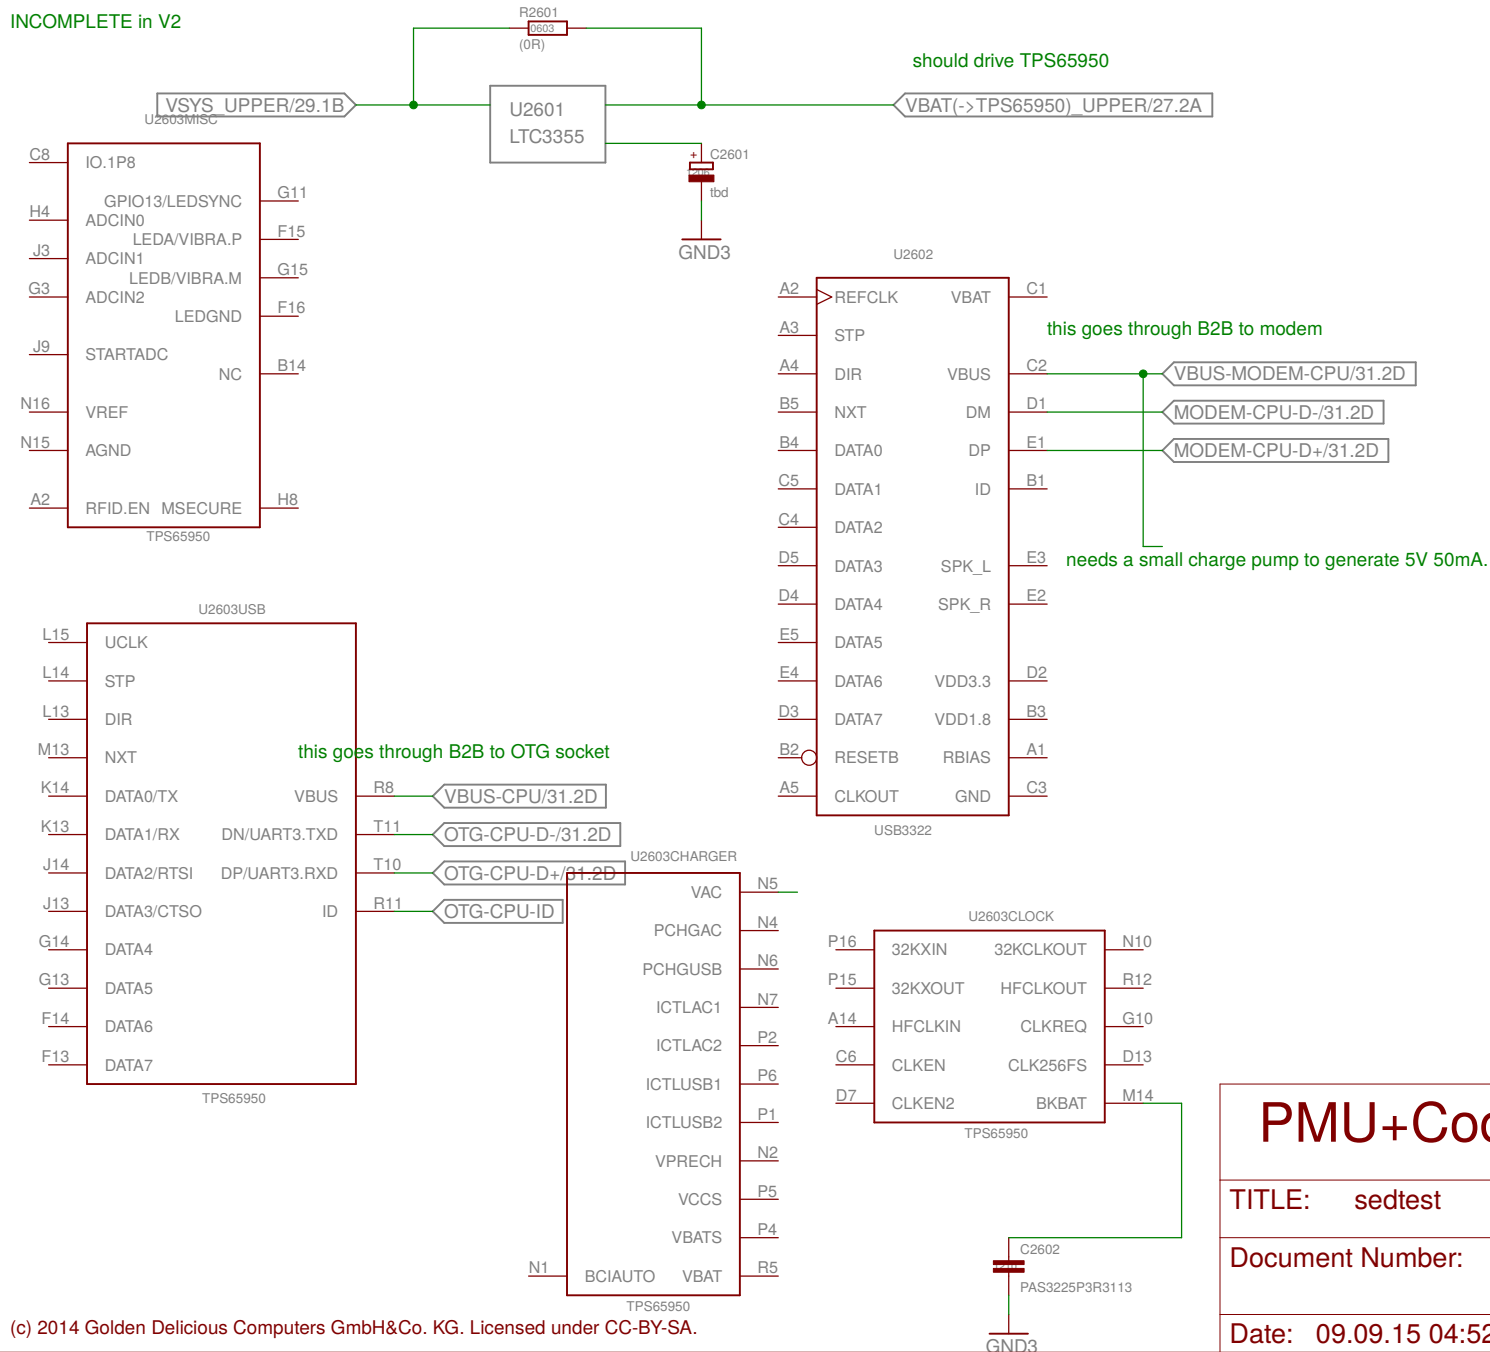 INCOMPLETE in V2
R2601
0603
(0R)
should drive TPS65950
VSYS_UPPER/29.1B
U2601
LTC3355
VBAT(->TPS65950)_UPPER/27.2A
+
C2601
tbd
GND3
U2603MISC
C8 IO.1P8
GPIO13/LEDSYNC G11
H4 ADCIN0
LEDA/VIBRA.P F15
J3 ADCIN1
LEDB/VIBRA.M G15
G3 ADCIN2
LEDGND F16
J9 STARTADC
NC B14
N16 VREF
N15 AGND
A2 RFID.EN MSECURE H8
TPS65950
U2602
A2 REFCLK VBAT C1
this goes through B2B to modem
A3 STP
A4 DIR VBUS C2 VBUS-MODEM-CPU/31.2D
B5 NXT DM D1 MODEM-CPU-D-/31.2D
B4 DATA0 DP E1 MODEM-CPU-D+/31.2D
C5 DATA1 ID B1
C4 DATA2
needs a small charge pump to generate 5V 50mA.
D5 DATA3 SPK_L E3
D4 DATA4 SPK_R E2
E5 DATA5
E4 DATA6 VDD3.3 D2
D3 DATA7 VDD1.8 B3
B2 RESETB RBIAS A1
A5 CLKOUT GND C3
USB3322
U2603USB
L15 UCLK
L14 STP
L13 DIR
M13 NXT
this goes through B2B to OTG socket
K14 DATA0/TX VBUS R8 VBUS-CPU/31.2D
K13 DATA1/RX DN/UART3.TXD T11 OTG-CPU-D-/31.2D
J14 DATA2/RTSI DP/UART3.RXD T10 OTG-CPU-D+/31.2D
J13 DATA3/CTSO ID R11 OTG-CPU-ID
G14 DATA4
G13 DATA5
F14 DATA6
F13 DATA7
TPS65950
U2603CHARGER
VAC N5
PCHGAC N4
PCHGUSB N6
ICTLAC1 N7
ICTLAC2 P2
ICTLUSB1 P6
ICTLUSB2 P1
VPRECH N2
VCCS P5
VBATS P4
N1 BCIAUTO VBAT R5
TPS65950
U2603CLOCK
P16 32KXIN 32KCLKOUT N10
P15 32KXOUT HFCLKOUT R12
A14 HFCLKIN CLKREQ G10
C6 CLKEN CLK256FS D13
D7 CLKEN2 BKBAT M14
TPS65950
C2602
PAS3225P3R3113
GND3
PMU+Coc
TITLE: sedtest
Document Number:
Date: 09.09.15 04:52
(c) 2014 Golden Delicious Computers GmbH&Co. KG. Licensed under CC-BY-SA.